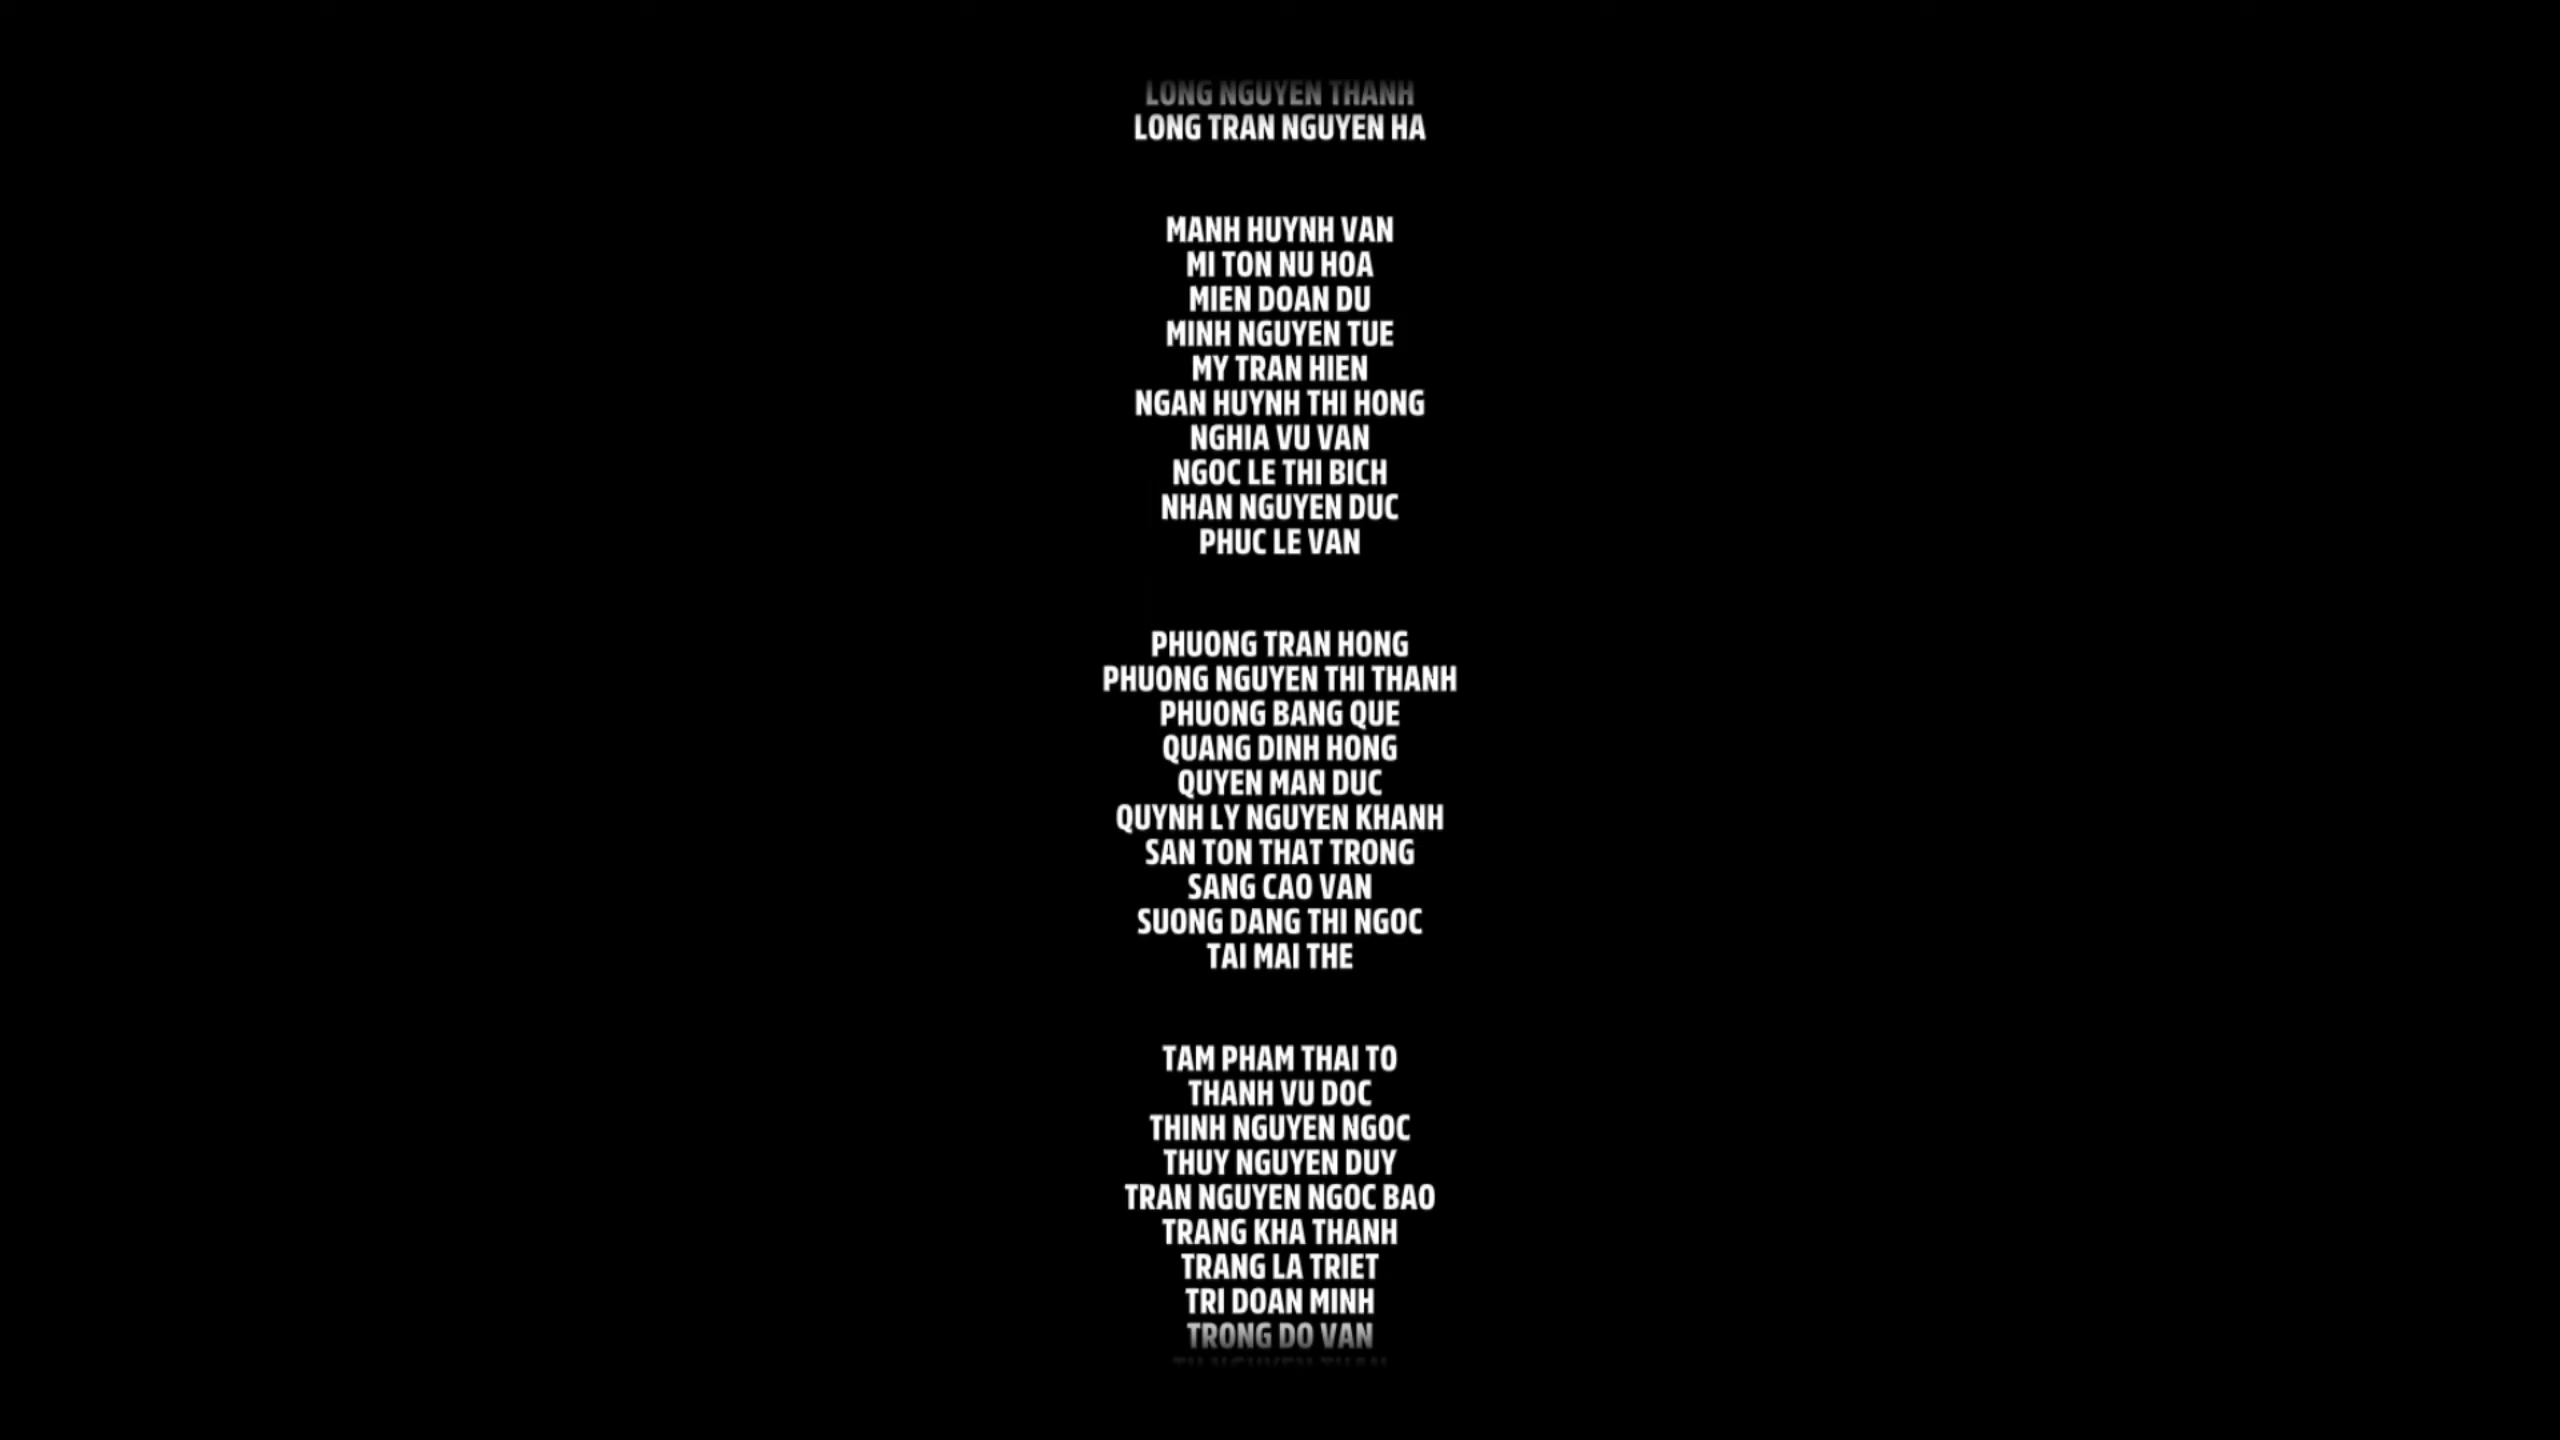 LONG NGUYEN THANH
LONG TRAN NGUYEN HA
MANH HUYNH VAN
MI TON NU HOA
MIEN DOAN DU
MINH NGUYEN TUE
MY TRAN HIEN
NGAN HUYNH THI HONG
NGHIA VU VAN
NGOC LE THI BICH
NHAN NGUYEN DUC
PHUC LE VAN
PHUONG TRAN HONG
PHUONG NGUYEN THI THANH
PHUONG BANG QUE
QUANG DINH HONG
QUYEN MAN DUC
QUYNH LY NGUYEN KHANH
SAN TON THAT TRONG
SANG CAO VAN
SUONG DANG THI NGOC
TAI MAI THE
TAM PHAM THAI TO
THANH VU DOC
THINH NGUYEN NGOC
THUY NGUYEN DUY
TRAN NGUYEN NGOC BAO
TRANG KHA THANH
TRANG LA TRIET
TRI DOAN MINH
TRONG DO VAN